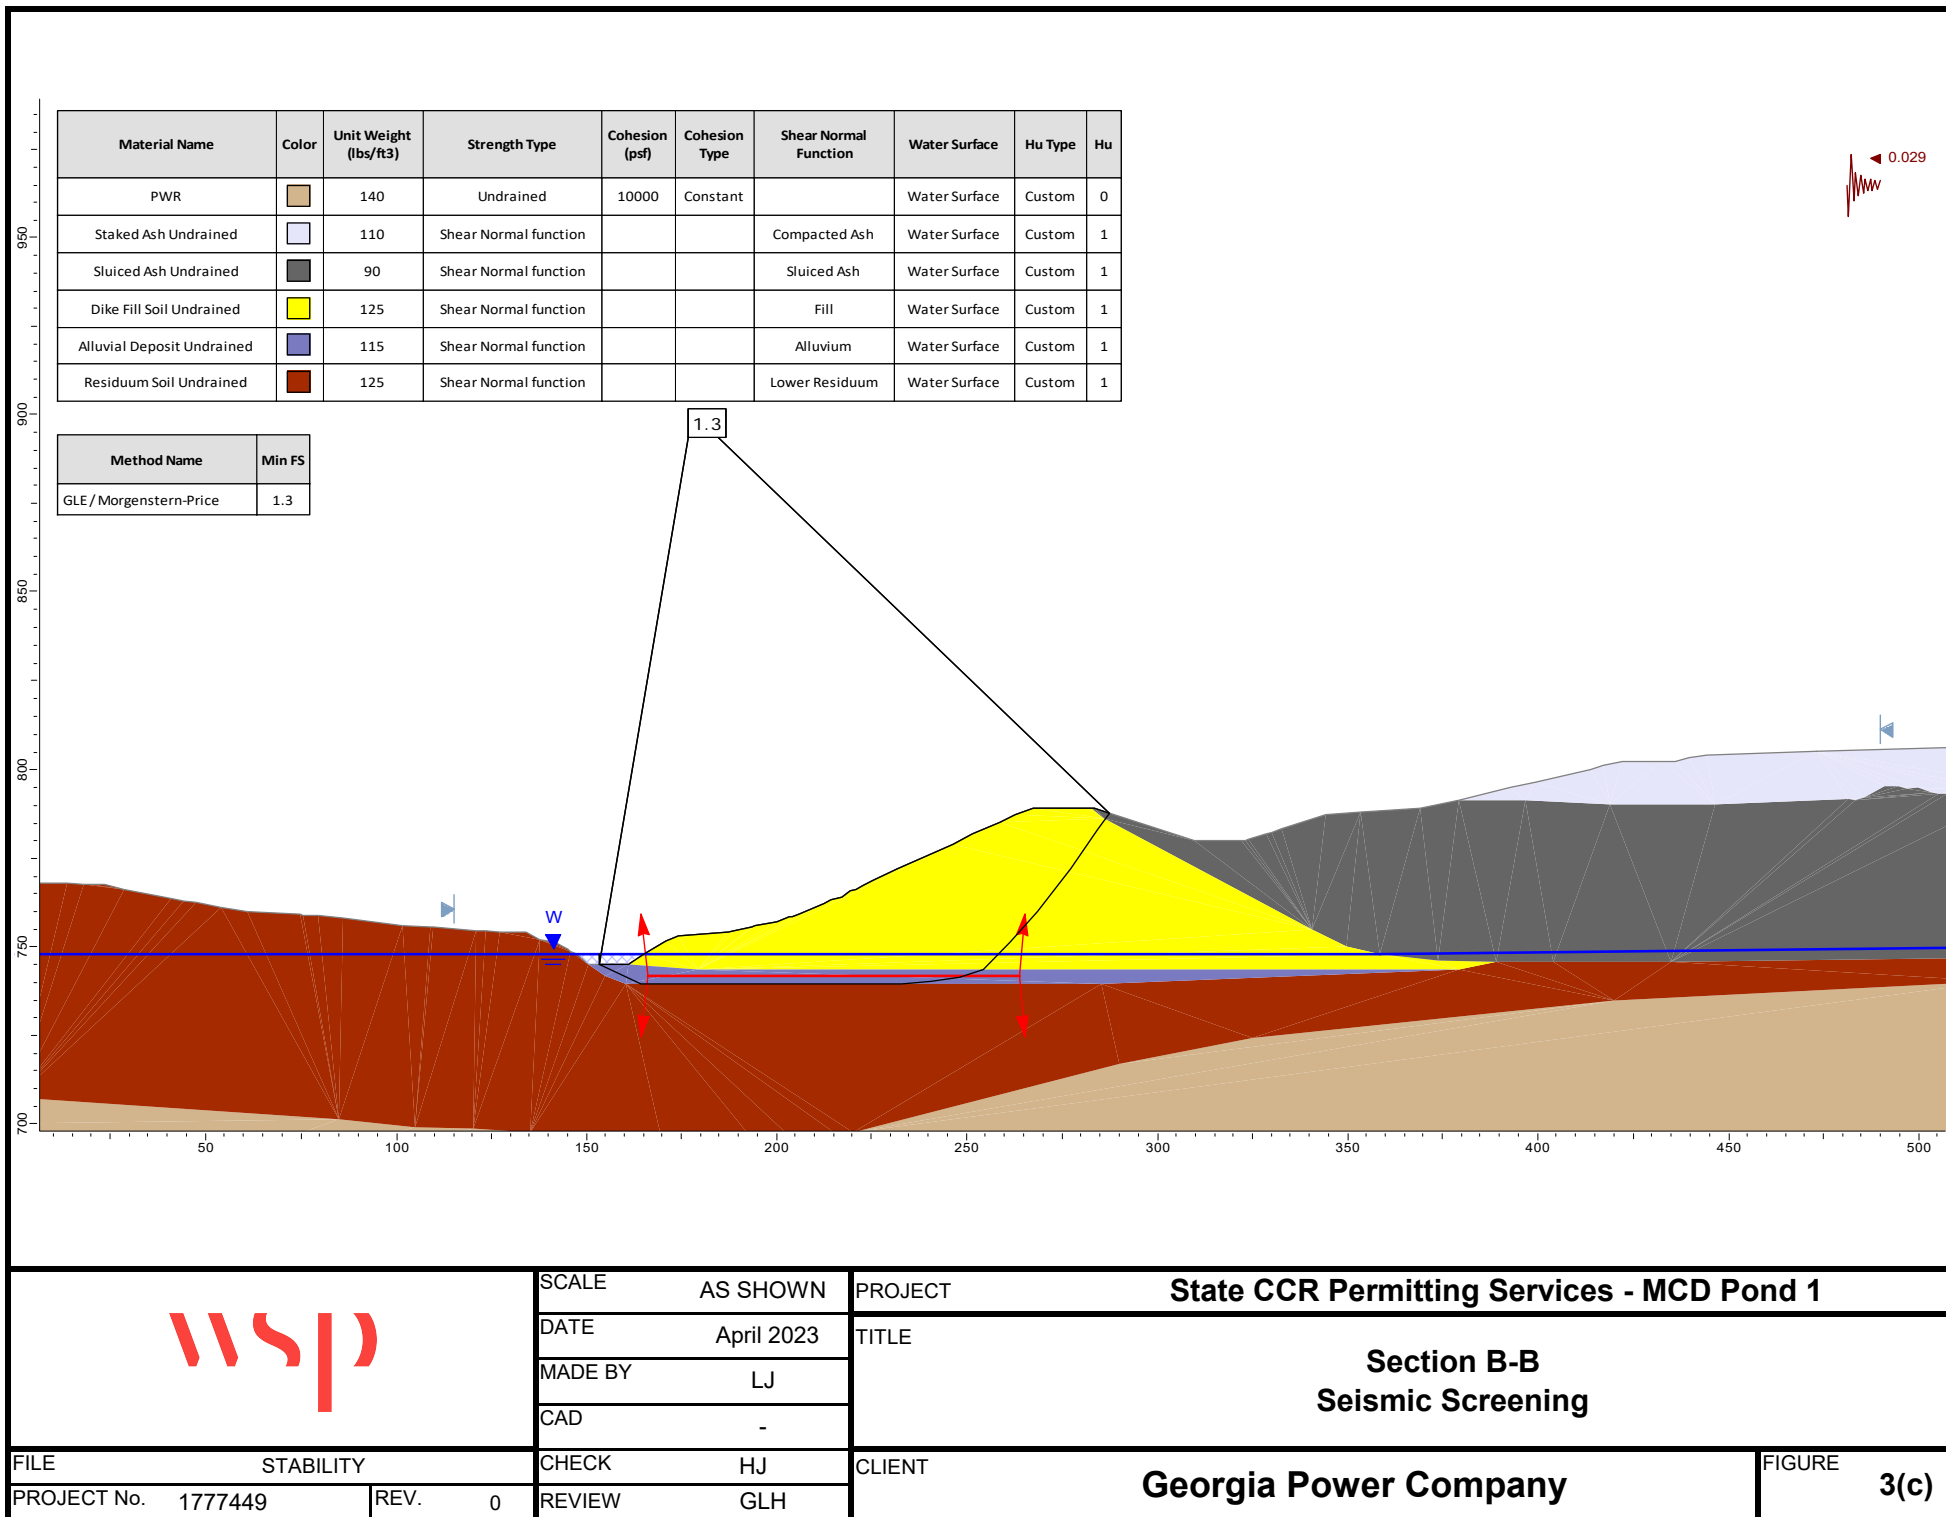 Material Name Color Unit Weight (lbs/ft3) Strength Type Cohesion (psf) Cohesion Type Shear Normal Function Water Surface Hu Type Hu
PWR 140 Undrained 10000 Constant Water Surface Custom 0
Staked Ash Undrained 110 Shear Normal function Compacted Ash Water Surface Custom 1
Sluiced Ash Undrained 90 Shear Normal function Sluiced Ash Water Surface Custom 1
Dike Fill Soil Undrained 125 Shear Normal function Fill Water Surface Custom 1
Alluvial Deposit Undrained 115 Shear Normal function Alluvium Water Surface Custom 1
Residuum Soil Undrained 125 Shear Normal function Lower Residuum Water Surface Custom 1
0.029
Method Name Min FS
GLE / Morgenstern-Price 1.3
1.3
W
950
900
850
800
750
700
50 100 150 200 250 300 350 400 450 500
wsp
SCALE AS SHOWN
DATE April 2023
MADE BY LJ
CAD -
CHECK HJ
REVIEW GLH
FILE STABILITY
PROJECT No. 1777449 REV. 0
PROJECT State CCR Permitting Services - MCD Pond 1
TITLE
Section B-B
Seismic Screening
CLIENT Georgia Power Company
FIGURE 3(c)